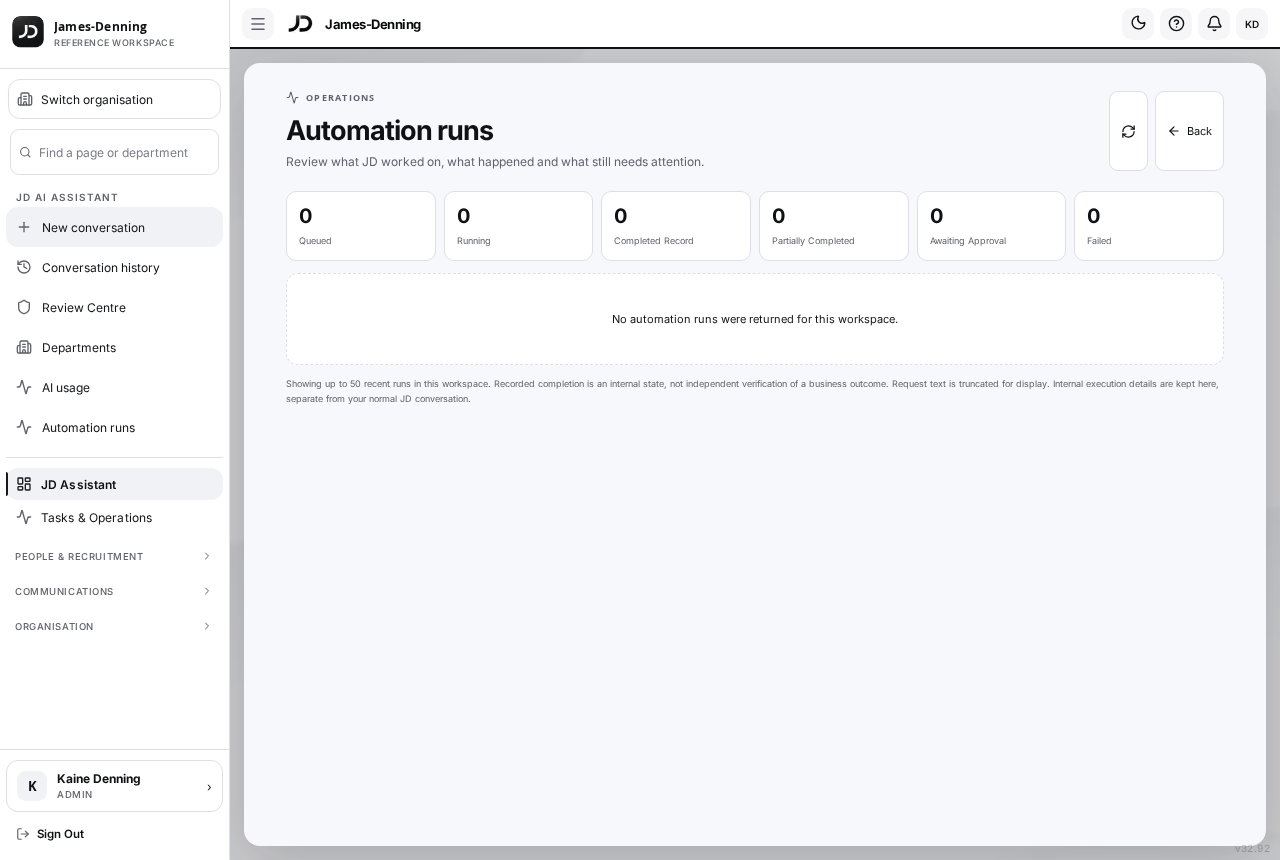 James-Denning
REFERENCE WORKSPACE
Switch organisation
Find a page or department
JD AI ASSISTANT
New conversation
Conversation history
Review Centre
Departments
AI usage
Automation runs
JD Assistant
Tasks & Operations
PEOPLE & RECRUITMENT
COMMUNICATIONS
ORGANISATION
K
Kaine Denning
ADMIN
Sign Out
JD
James-Denning
KD
OPERATIONS
Automation runs
Review what JD worked on, what happened and what still needs attention.
Back
0
Queued
0
Running
0
Completed Record
0
Partially Completed
0
Awaiting Approval
0
Failed
No automation runs were returned for this workspace.
Showing up to 50 recent runs in this workspace. Recorded completion is an internal state, not independent verification of a business outcome. Request text is truncated for display. Internal execution details are kept here,
separate from your normal JD conversation.
v32.92